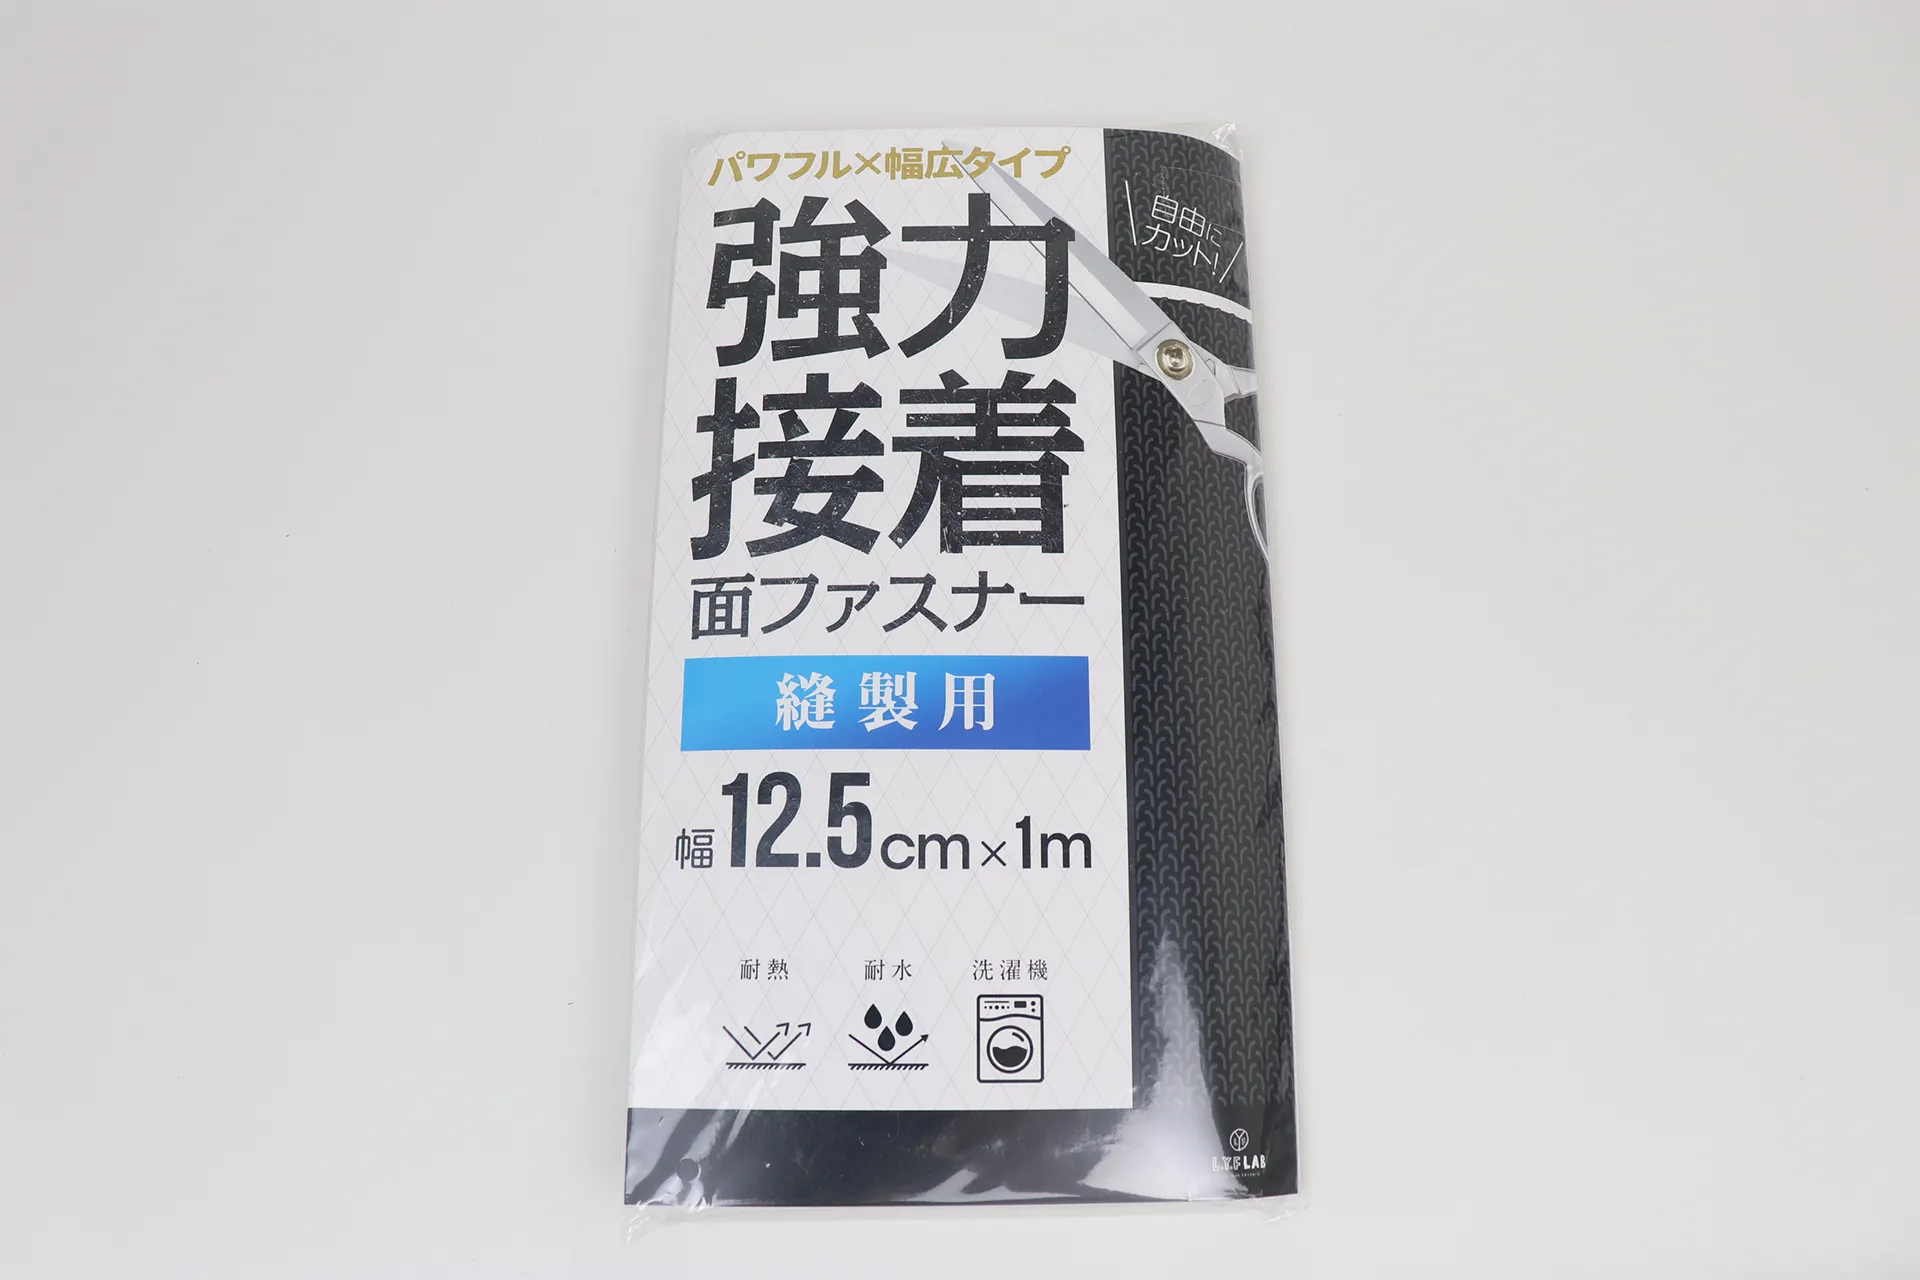 パワフル×幅広タイプ
強力
接着
面ファスナー
縫製用
幅12.5cm×1m
耐熱
耐水
洗濯機
自由に
カット!
L.Y.F LAB